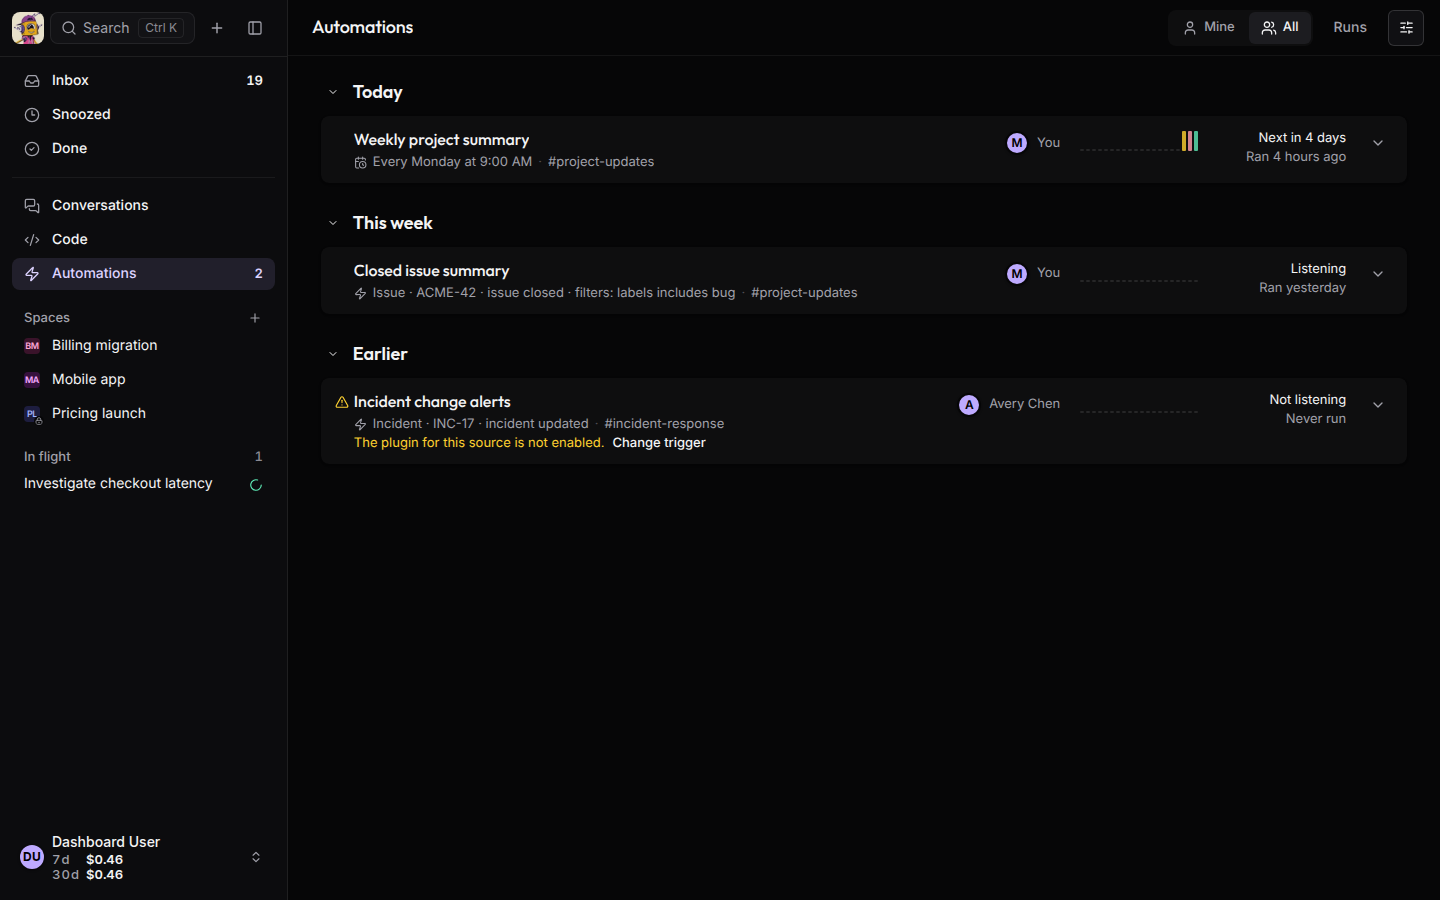 Search Ctrl K
Inbox 19
Snoozed
Done
Conversations
Code
Automations 2
Spaces
BM Billing migration
MA Mobile app
PL Pricing launch
In flight 1
Investigate checkout latency
DU Dashboard User
7d $0.46
30d $0.46
Automations
Mine All Runs
Today
Weekly project summary
Every Monday at 9:00 AM · #project-updates
M You
Next in 4 days
Ran 4 hours ago
This week
Closed issue summary
Issue · ACME-42 · issue closed · filters: labels includes bug · #project-updates
M You
Listening
Ran yesterday
Earlier
Incident change alerts
Incident · INC-17 · incident updated · #incident-response
The plugin for this source is not enabled. Change trigger
A Avery Chen
Not listening
Never run